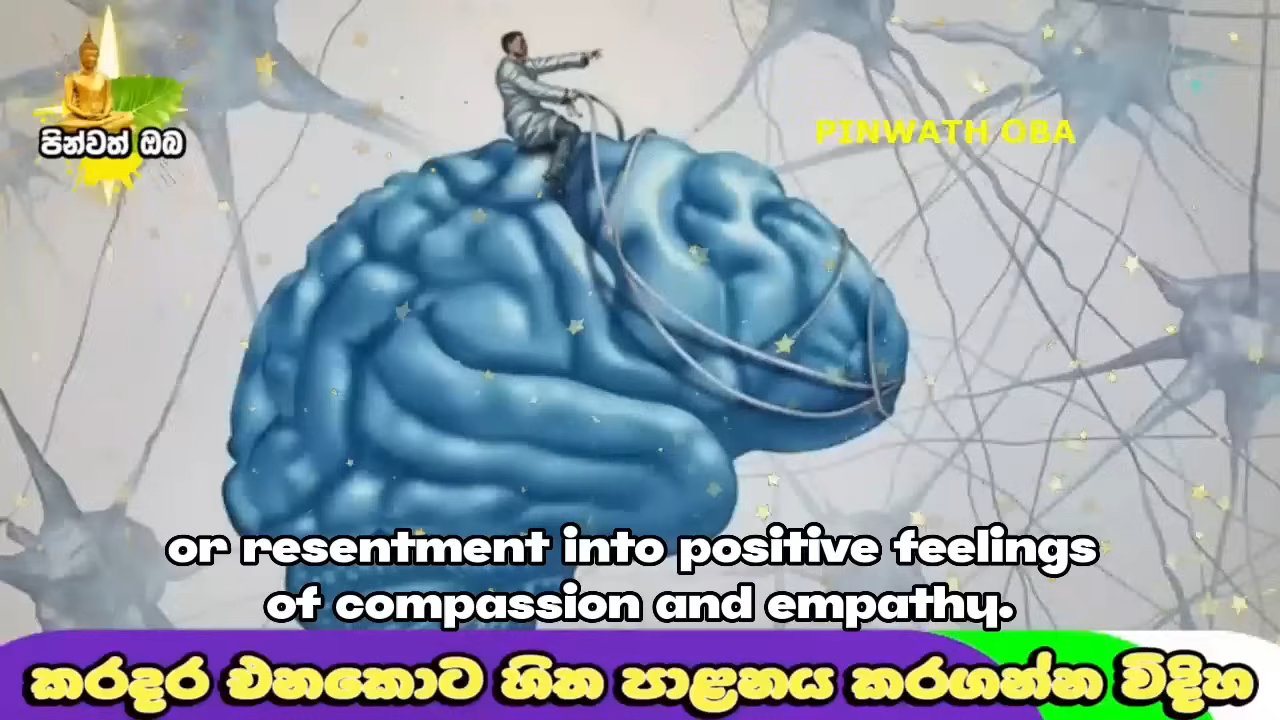 පින්වත් ඔබ
PINWATH OBA
or resentment into positive feelings
of compassion and empathy.
කරදර එනකොට හිත පාළනය කරගන්න විදිහ